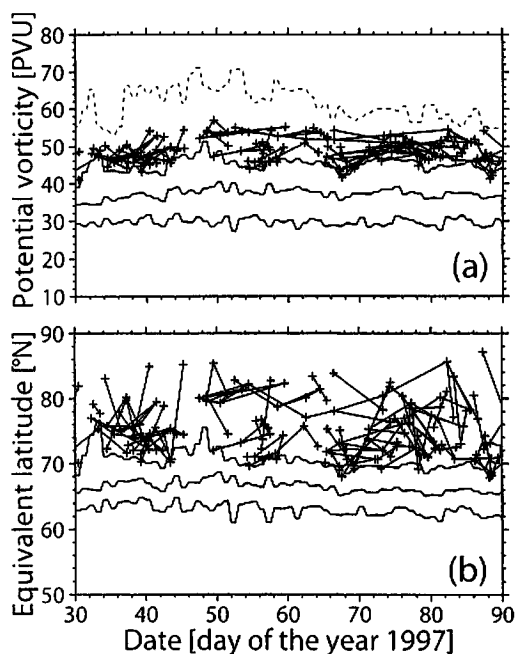 80
70
60
50
40
30
20
10
Potential vorticity [PVU]
(a)
90
80
70
60
50
Equivalent latitude [°N]
(b)
30 40 50 60 70 80 90
Date [day of the year 1997]